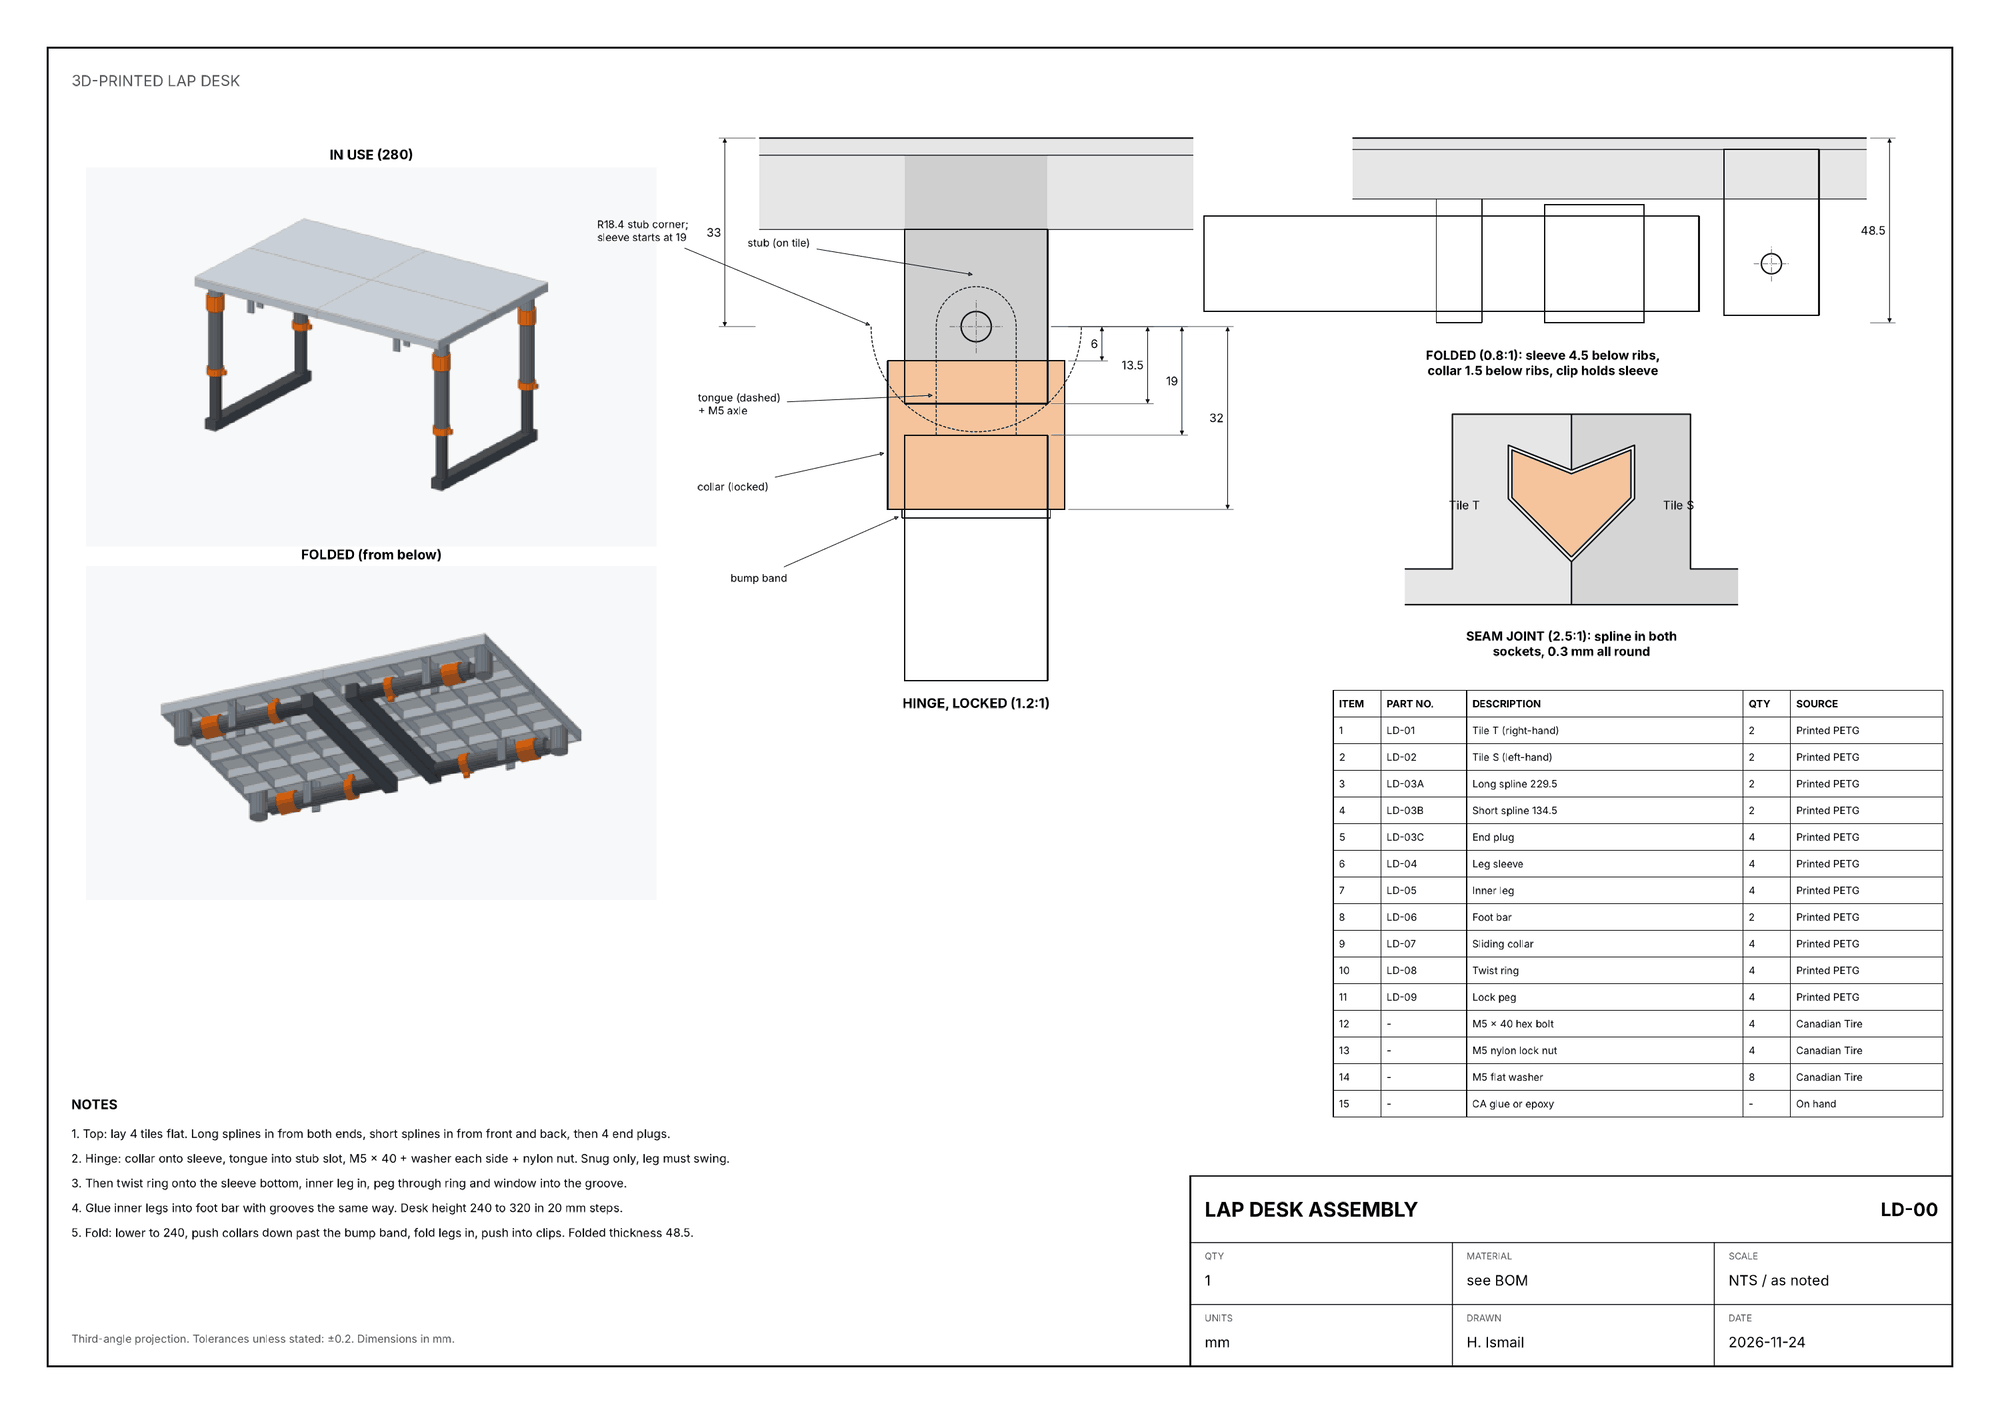 3D-PRINTED LAP DESK
IN USE (280)
FOLDED (from below)
R18.4 stub corner;
sleeve starts at 19
33
stub (on tile)
6
13.5
19
32
tongue (dashed)
+ M5 axle
collar (locked)
bump band
HINGE, LOCKED (1.2:1)
48.5
FOLDED (0.8:1): sleeve 4.5 below ribs,
collar 1.5 below ribs, clip holds sleeve
Tile T
Tile S
SEAM JOINT (2.5:1): spline in both
sockets, 0.3 mm all round
ITEM PART NO. DESCRIPTION QTY SOURCE
1 LD-01 Tile T (right-hand) 2 Printed PETG
2 LD-02 Tile S (left-hand) 2 Printed PETG
3 LD-03A Long spline 229.5 2 Printed PETG
4 LD-03B Short spline 134.5 2 Printed PETG
5 LD-03C End plug 4 Printed PETG
6 LD-04 Leg sleeve 4 Printed PETG
7 LD-05 Inner leg 4 Printed PETG
8 LD-06 Foot bar 2 Printed PETG
9 LD-07 Sliding collar 4 Printed PETG
10 LD-08 Twist ring 4 Printed PETG
11 LD-09 Lock peg 4 Printed PETG
12 - M5 × 40 hex bolt 4 Canadian Tire
13 - M5 nylon lock nut 4 Canadian Tire
14 - M5 flat washer 8 Canadian Tire
15 - CA glue or epoxy - On hand
NOTES
1. Top: lay 4 tiles flat. Long splines in from both ends, short splines in from front and back, then 4 end plugs.
2. Hinge: collar onto sleeve, tongue into stub slot, M5 × 40 + washer each side + nylon nut. Snug only, leg must swing.
3. Then twist ring onto the sleeve bottom, inner leg in, peg through ring and window into the groove.
4. Glue inner legs into foot bar with grooves the same way. Desk height 240 to 320 in 20 mm steps.
5. Fold: lower to 240, push collars down past the bump band, fold legs in, push into clips. Folded thickness 48.5.
Third-angle projection. Tolerances unless stated: ±0.2. Dimensions in mm.
LAP DESK ASSEMBLY LD-00
QTY MATERIAL SCALE
1 see BOM NTS / as noted
UNITS DRAWN DATE
mm H. Ismail 2026-11-24